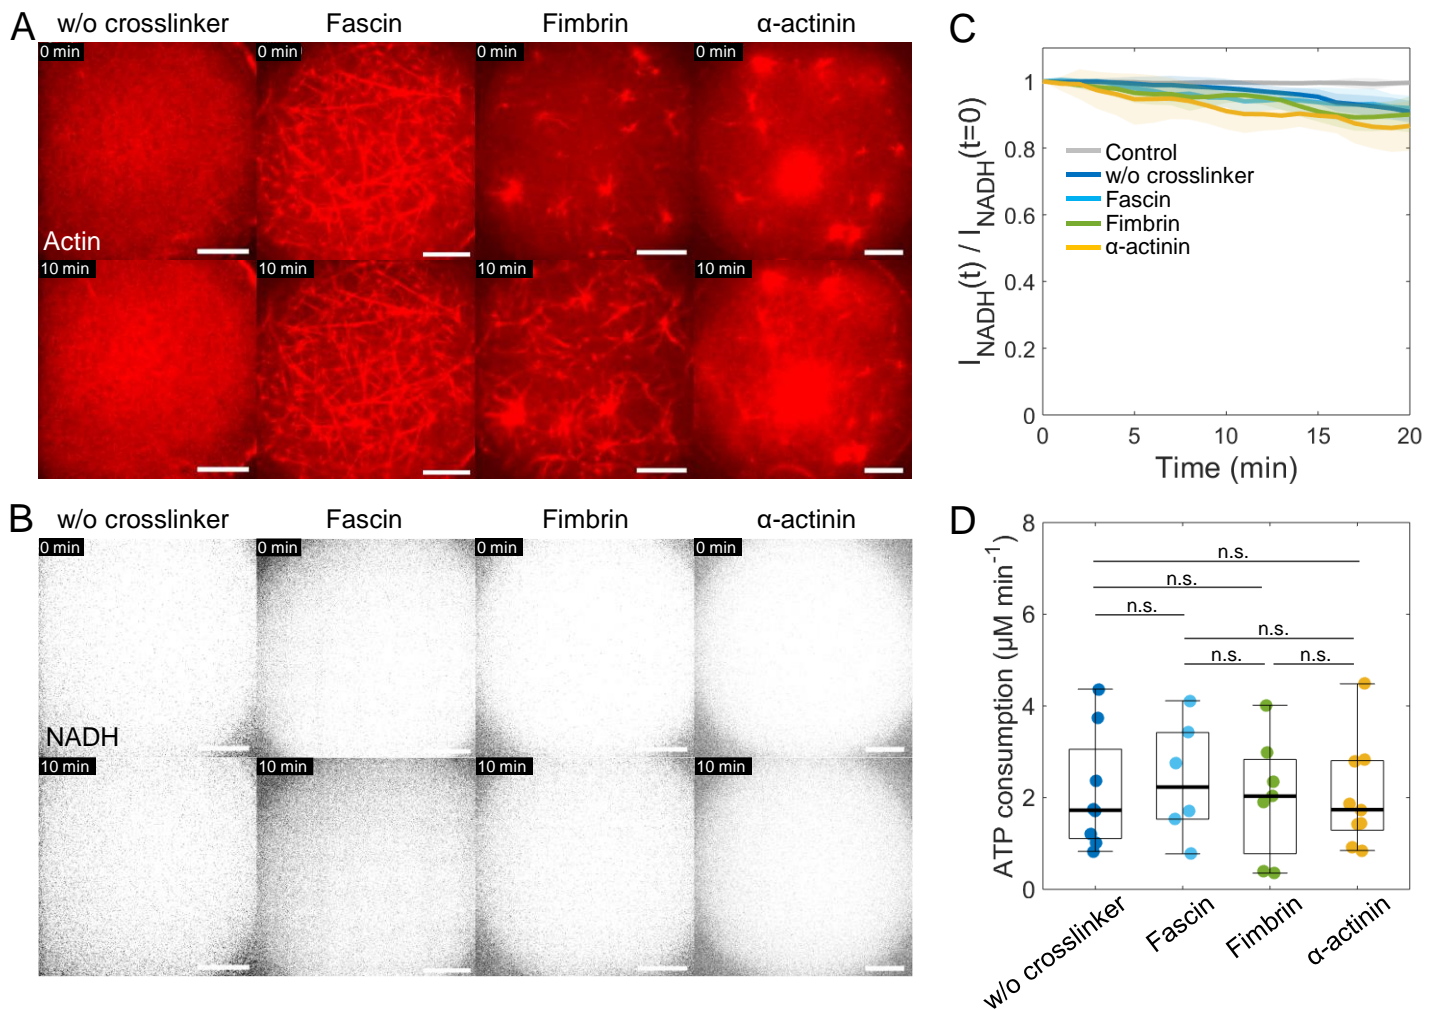 A
w/o crosslinker Fascin Fimbrin α-actinin
0 min 0 min 0 min 0 min
Actin
10 min 10 min 10 min 10 min
B
w/o crosslinker Fascin Fimbrin α-actinin
0 min 0 min 0 min 0 min
NADH
10 min 10 min 10 min 10 min
C
I_NADH(t) / I_NADH(t=0)
1
0.8
0.6
0.4
0.2
0
Control
w/o crosslinker
Fascin
Fimbrin
α-actinin
0 5 10 15 20
Time (min)
D
ATP consumption (µM min⁻¹)
8
6
4
2
0
n.s.
n.s.
n.s.
n.s.
n.s. n.s.
w/o crosslinker Fascin Fimbrin α-actinin